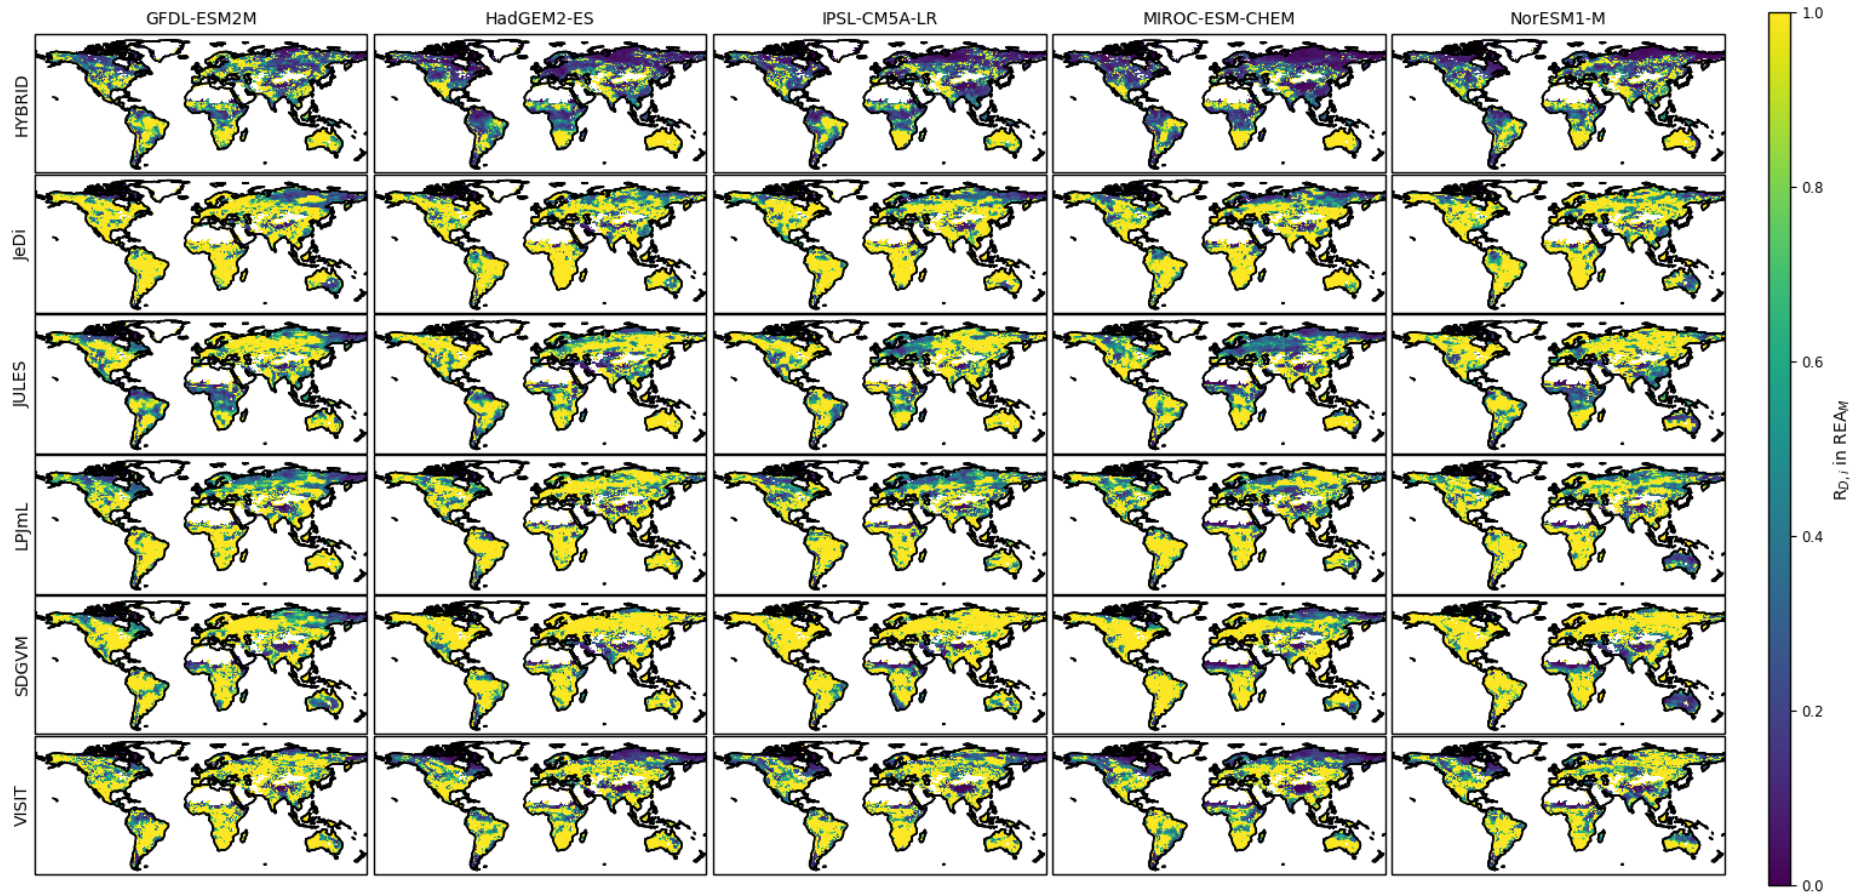 GFDL-ESM2M
HadGEM2-ES
IPSL-CM5A-LR
MIROC-ESM-CHEM
NorESM1-M
HYBRID
JeDi
JULES
LPJmL
SDGVM
VISIT
1.0
0.8
0.6
0.4
0.2
0.0
R_{D, i} in REA_M